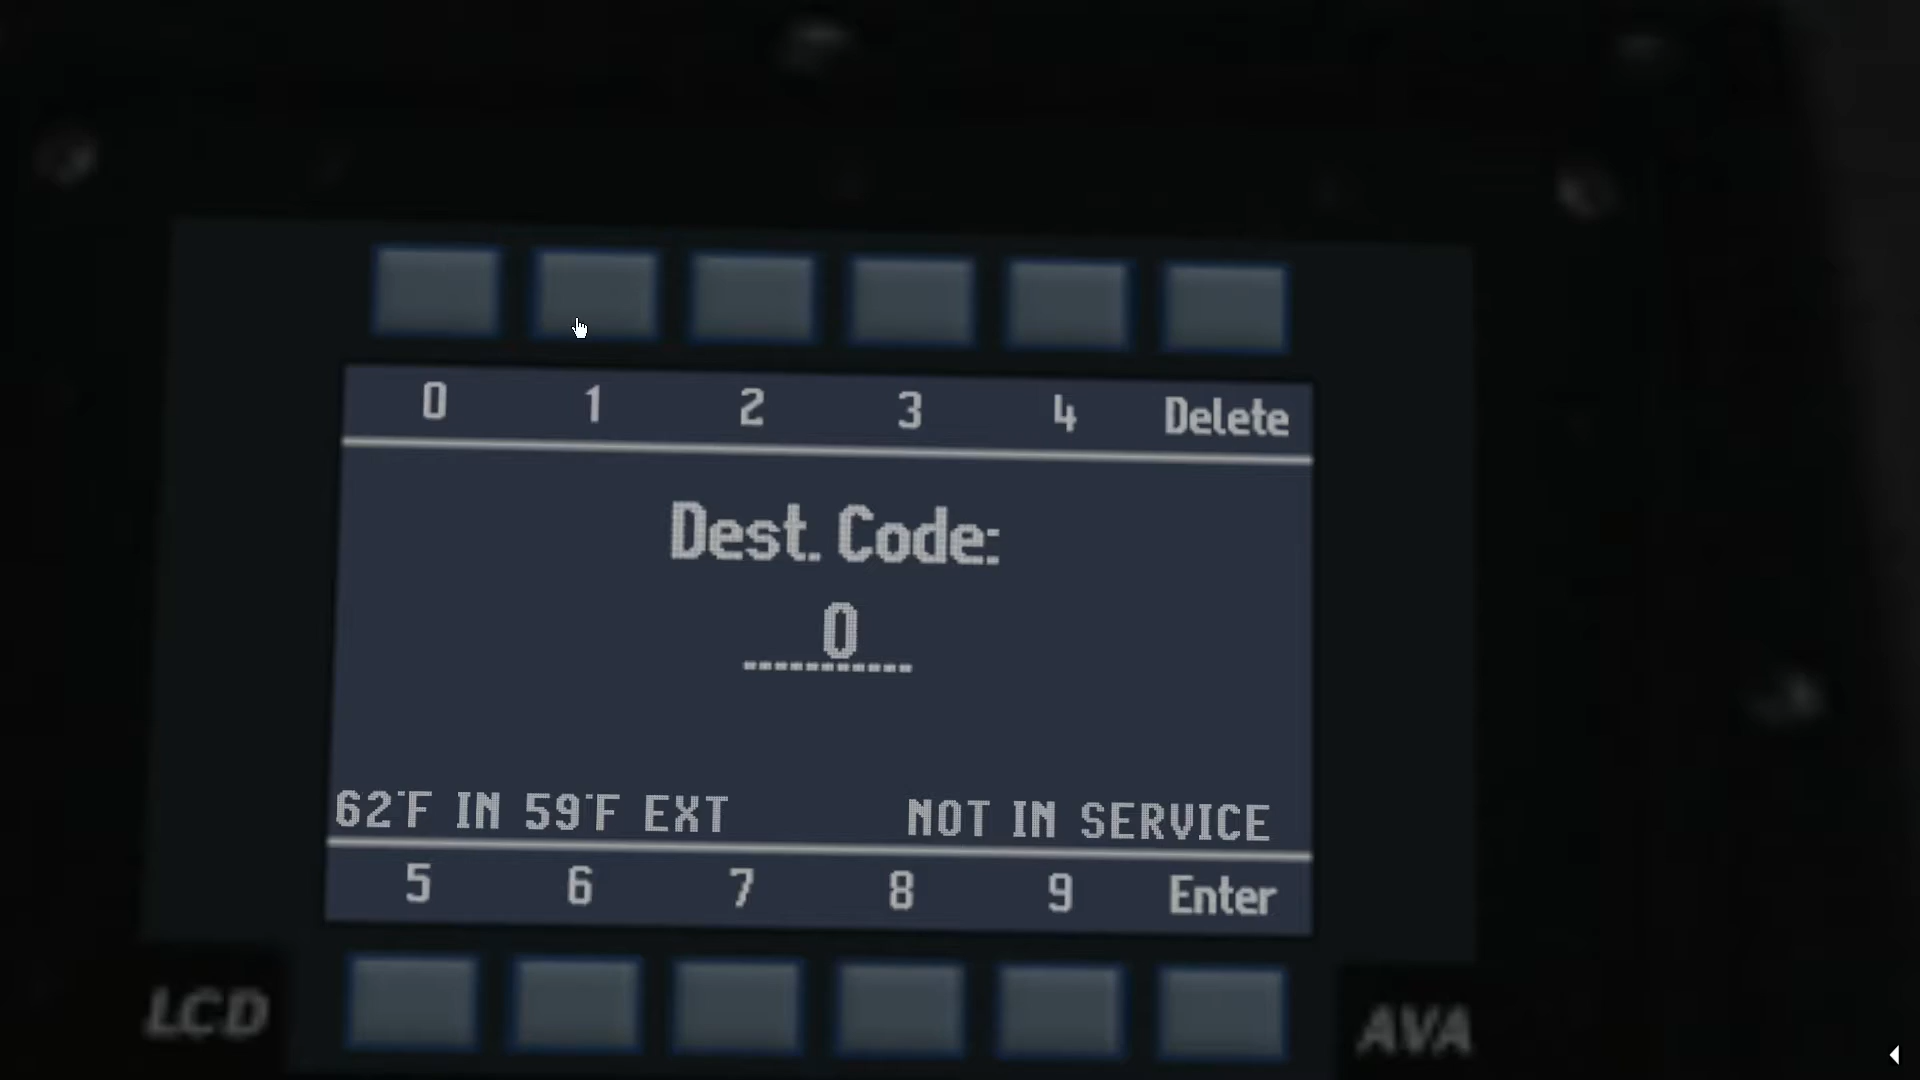 0 1 2 3 4 Delete
Dest. Code:
0
62°F IN 59°F EXT NOT IN SERVICE
5 6 7 8 9 Enter
LCD AVA